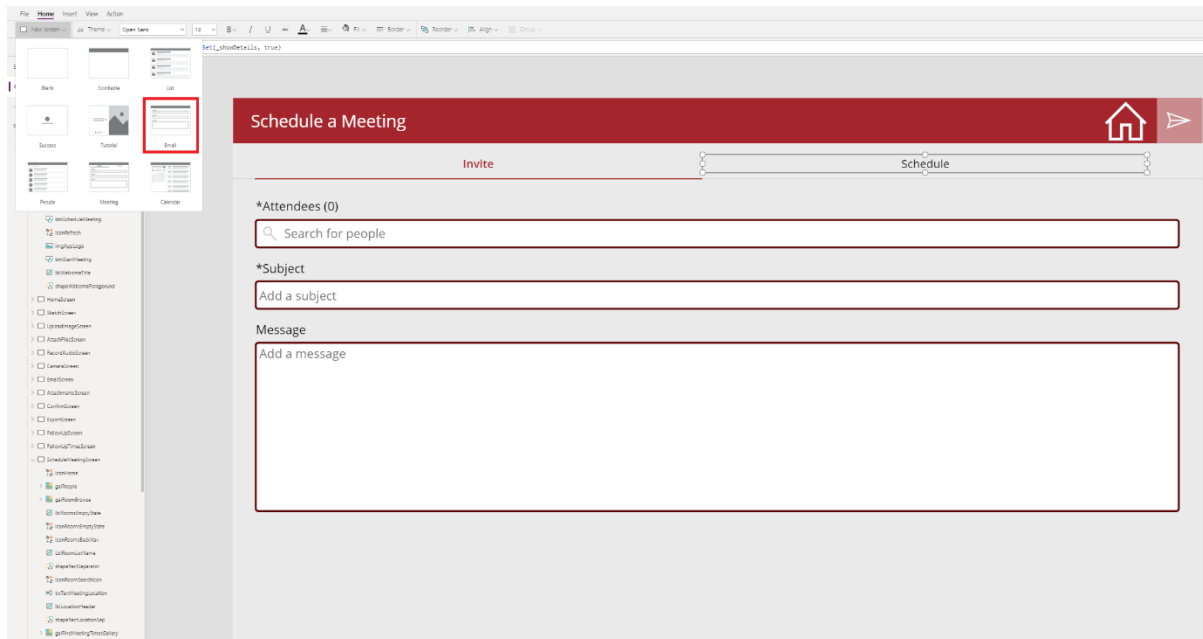 File Home Insert View Action
New screen Theme Open Sans 12 B I U A Fill Border Reorder Align Group
Set(_showDetails, true)
Blank Scrollable List
Success Tutorial Email
People Meeting Calendar
btnScheduleMeeting
iconRefresh
imgAppLogo
btnStartMeeting
lblWelcomeTitle
shapeWelcomeForeground
HomeScreen
SketchScreen
UploadImageScreen
AttachFilesScreen
RecordAudioScreen
CameraScreen
EmailScreen
AttachmentsScreen
ConfirmScreen
ExportScreen
FollowUpScreen
FollowUpTimesScreen
ScheduleMeetingScreen
iconHome
galPeople
galRoomBrowse
lblRoomsEmptyState
iconRoomsEmptyState
iconRoomsBackNav
LblRoomListName
shapeRectSeparator
iconRoomSearchIcon
txtTextMeetingLocation
lblLocationHeader
shapeRectLocationSep
galFindMeetingTimesGallery
Schedule a Meeting
Invite Schedule
*Attendees (0)
Search for people
*Subject
Add a subject
Message
Add a message